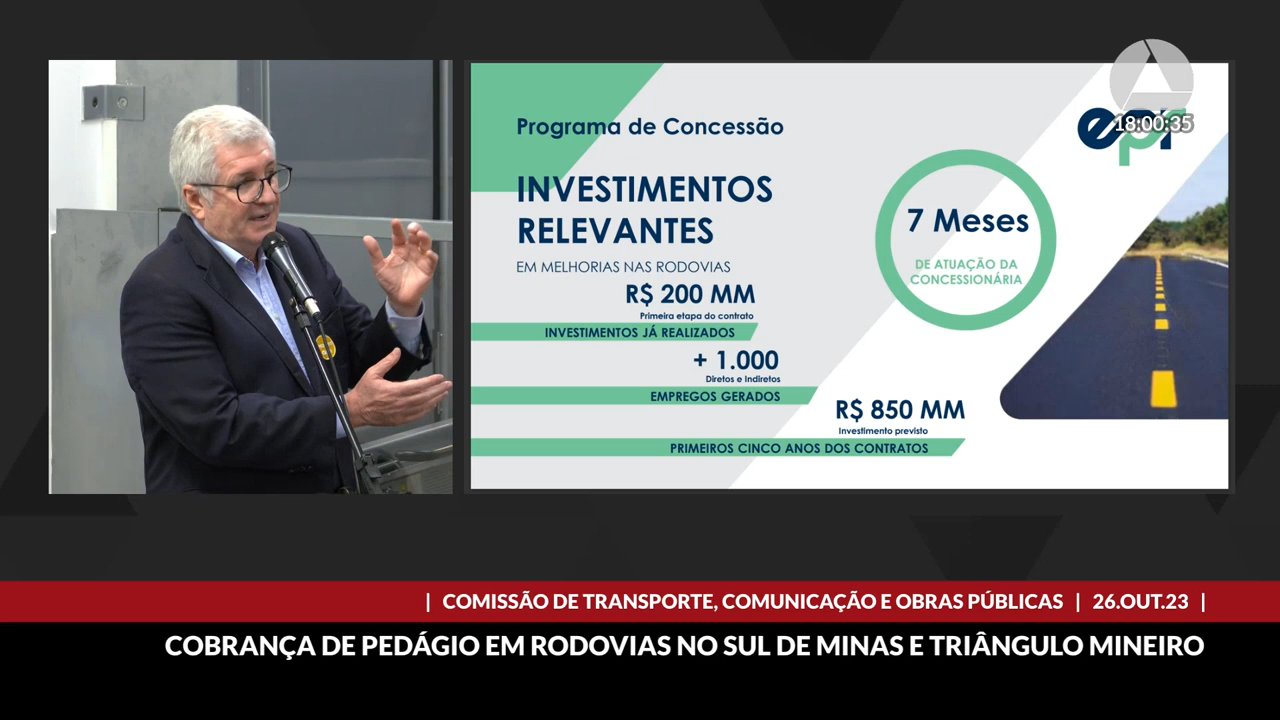 Programa de Concessão
INVESTIMENTOS
RELEVANTES
EM MELHORIAS NAS RODOVIAS
R$ 200 MM
Primeira etapa do contrato
INVESTIMENTOS JÁ REALIZADOS
+ 1.000
Diretos e Indiretos
EMPREGOS GERADOS
R$ 850 MM
Investimento previsto
PRIMEIROS CINCO ANOS DOS CONTRATOS
epr
18:00:35
7 Meses
DE ATUAÇÃO DA
CONCESSIONÁRIA
| COMISSÃO DE TRANSPORTE, COMUNICAÇÃO E OBRAS PÚBLICAS | 26.OUT.23 |
COBRANÇA DE PEDÁGIO EM RODOVIAS NO SUL DE MINAS E TRIÂNGULO MINEIRO